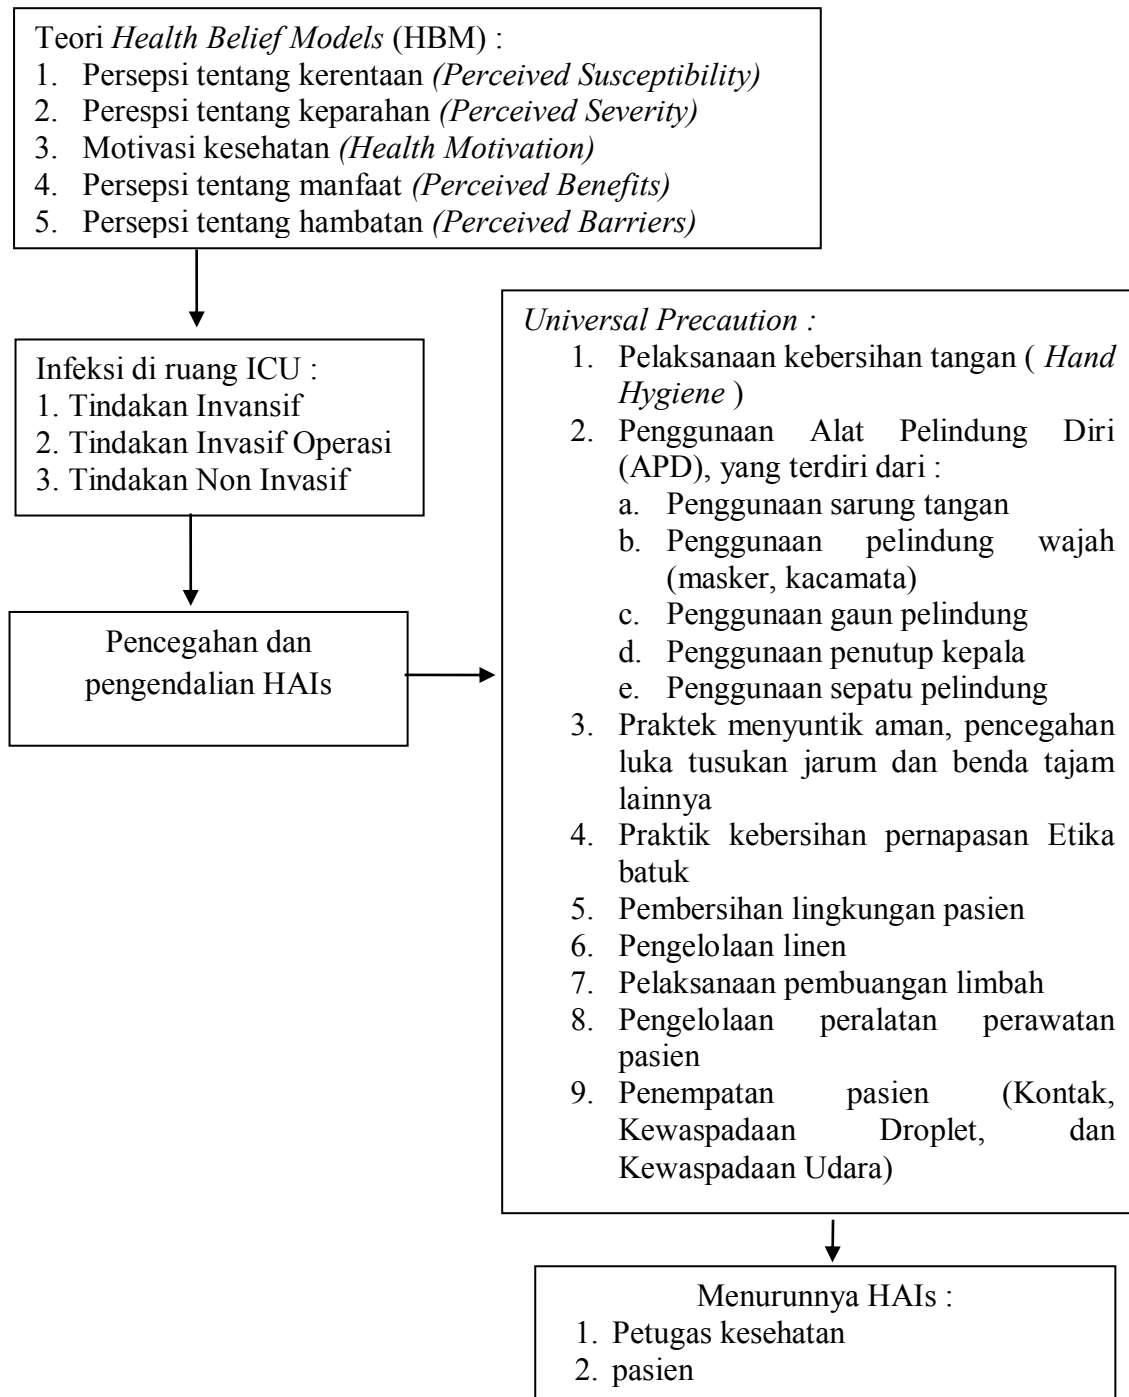 Teori Health Belief Models (HBM) :
1. Persepsi tentang kerentaan (Perceived Susceptibility)
2. Perespsi tentang keparahan (Perceived Severity)
3. Motivasi kesehatan (Health Motivation)
4. Persepsi tentang manfaat (Perceived Benefits)
5. Persepsi tentang hambatan (Perceived Barriers)
Infeksi di ruang ICU :
1. Tindakan Invansif
2. Tindakan Invasif Operasi
3. Tindakan Non Invasif
Pencegahan dan
pengendalian HAIs
Universal Precaution :
1. Pelaksanaan kebersihan tangan ( Hand
Hygiene )
2. Penggunaan Alat Pelindung Diri
(APD), yang terdiri dari :
a. Penggunaan sarung tangan
b. Penggunaan pelindung wajah
(masker, kacamata)
c. Penggunaan gaun pelindung
d. Penggunaan penutup kepala
e. Penggunaan sepatu pelindung
3. Praktek menyuntik aman, pencegahan
luka tusukan jarum dan benda tajam
lainnya
4. Praktik kebersihan pernapasan Etika
batuk
5. Pembersihan lingkungan pasien
6. Pengelolaan linen
7. Pelaksanaan pembuangan limbah
8. Pengelolaan peralatan perawatan
pasien
9. Penempatan pasien (Kontak,
Kewaspadaan Droplet, dan
Kewaspadaan Udara)
Menurunnya HAIs :
1. Petugas kesehatan
2. pasien